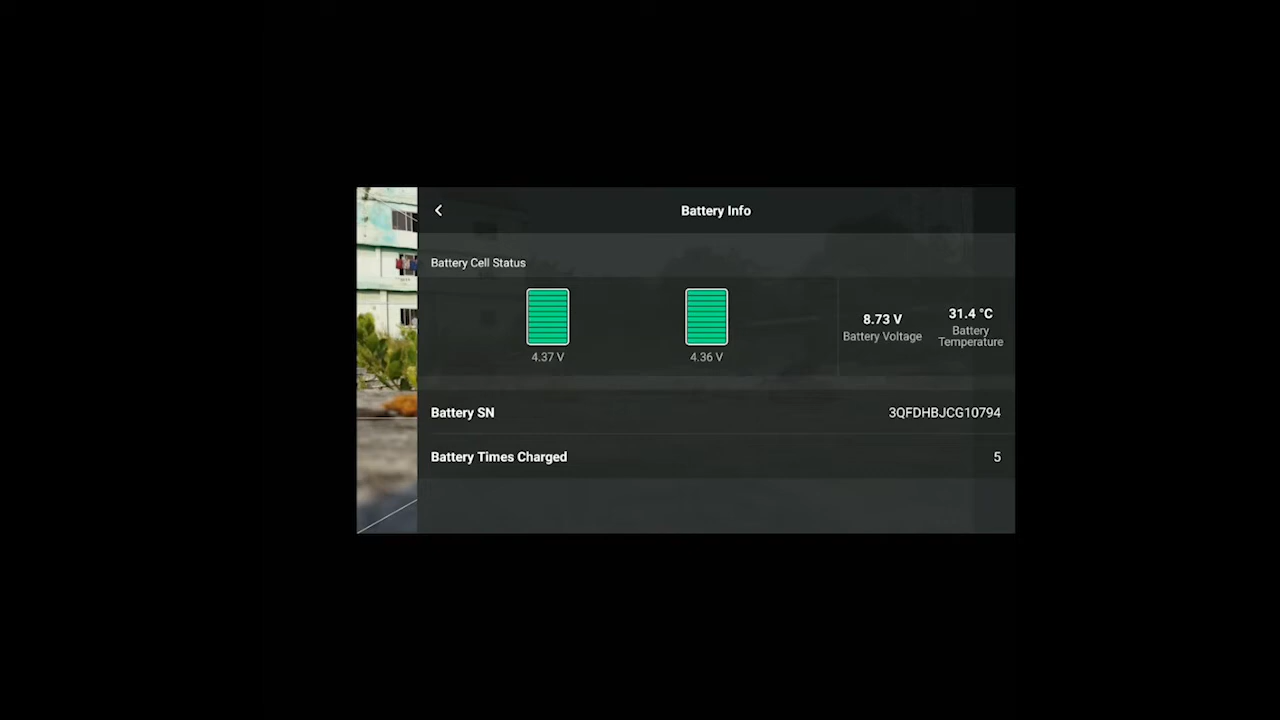 Battery Info
Battery Cell Status
4.37 V
4.36 V
8.73 V
Battery Voltage
31.4 °C
Battery
Temperature
Battery SN
3QFDHBJCG10794
Battery Times Charged
5